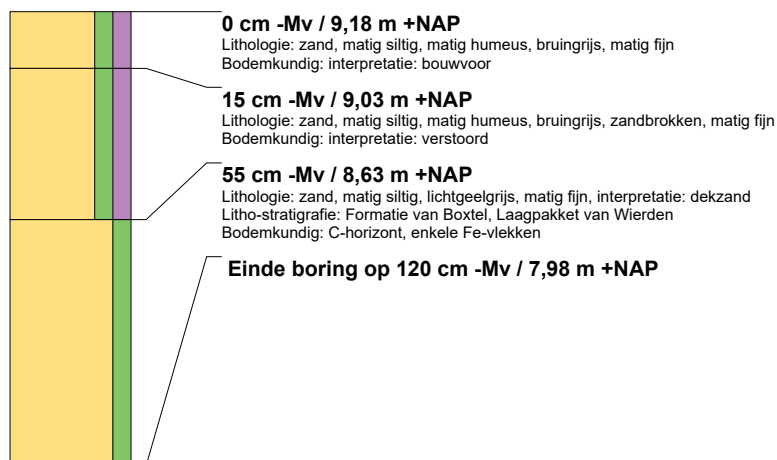 0 cm -Mv / 9,18 m +NAP
Lithologie: zand, matig siltig, matig humeus, bruingrijs, matig fijn
Bodemkundig: interpretatie: bouwvoor
15 cm -Mv / 9,03 m +NAP
Lithologie: zand, matig siltig, matig humeus, bruingrijs, zandbrokken, matig fijn
Bodemkundig: interpretatie: verstoord
55 cm -Mv / 8,63 m +NAP
Lithologie: zand, matig siltig, lichtgeelgrijs, matig fijn, interpretatie: dekzand
Litho-stratigrafie: Formatie van Boxtel, Laagpakket van Wierden
Bodemkundig: C-horizont, enkele Fe-vlekken
Einde boring op 120 cm -Mv / 7,98 m +NAP